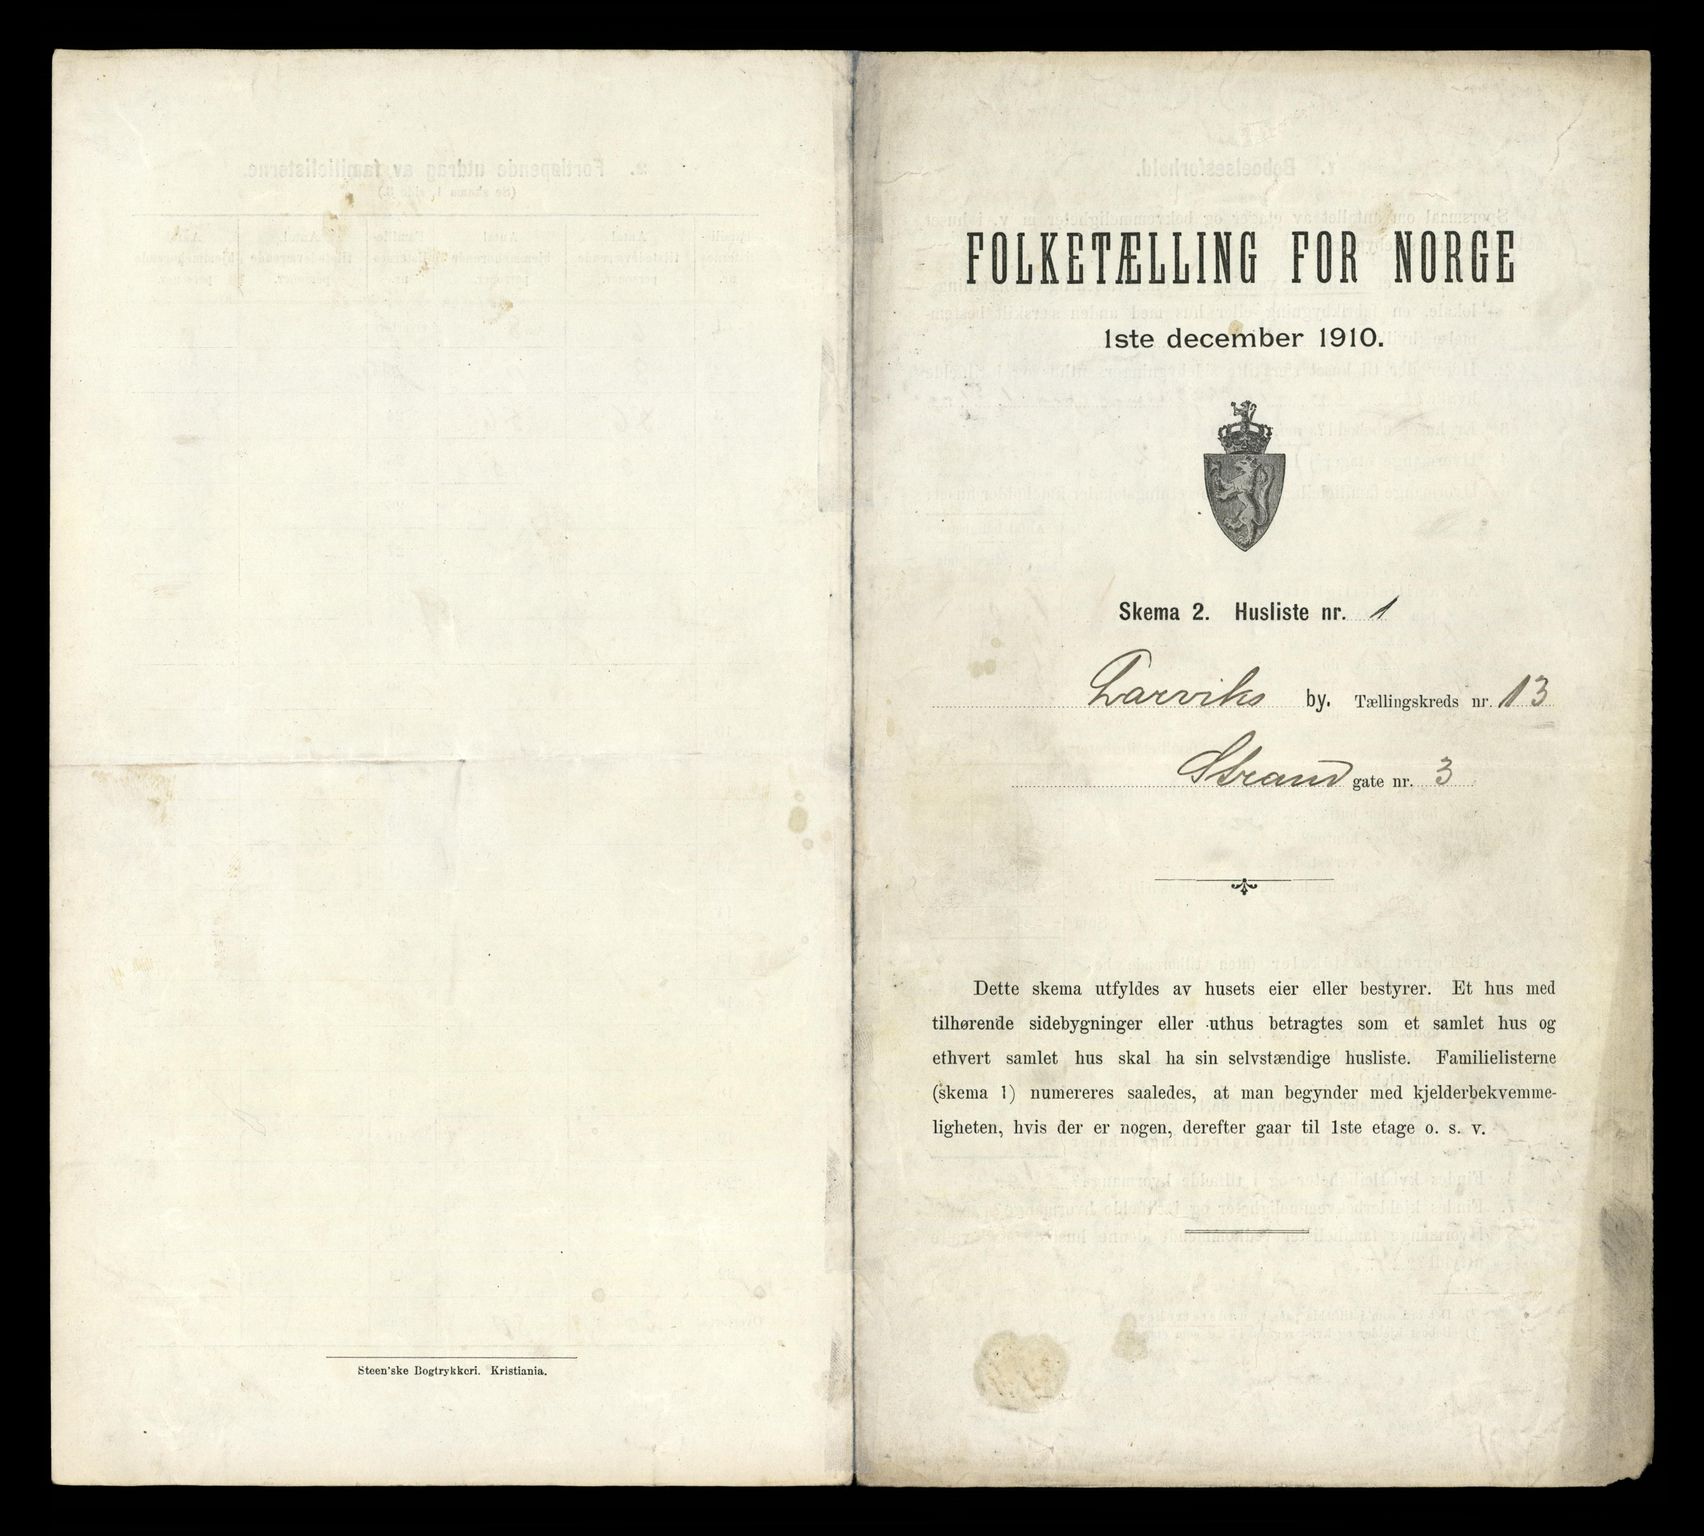 Steen'ske Bogtrykkeri. Kristiania.
FOLKETÆLLING FOR NORGE
1ste december 1910.
Skema 2. Husliste nr. 1
Larviks by. Tællingskreds nr. 13
Strand gate nr. 3
Dette skema utfyldes av husets eier eller bestyrer. Et hus med
tilhørende sidebygninger eller uthus betragtes som et samlet hus og
ethvert samlet hus skal ha sin selvstændige husliste. Familielisterne
(skema 1) numereres saaledes, at man begynder med kjelderbekvemme-
ligheten, hvis der er nogen, derefter gaar til 1ste etage o. s. v.